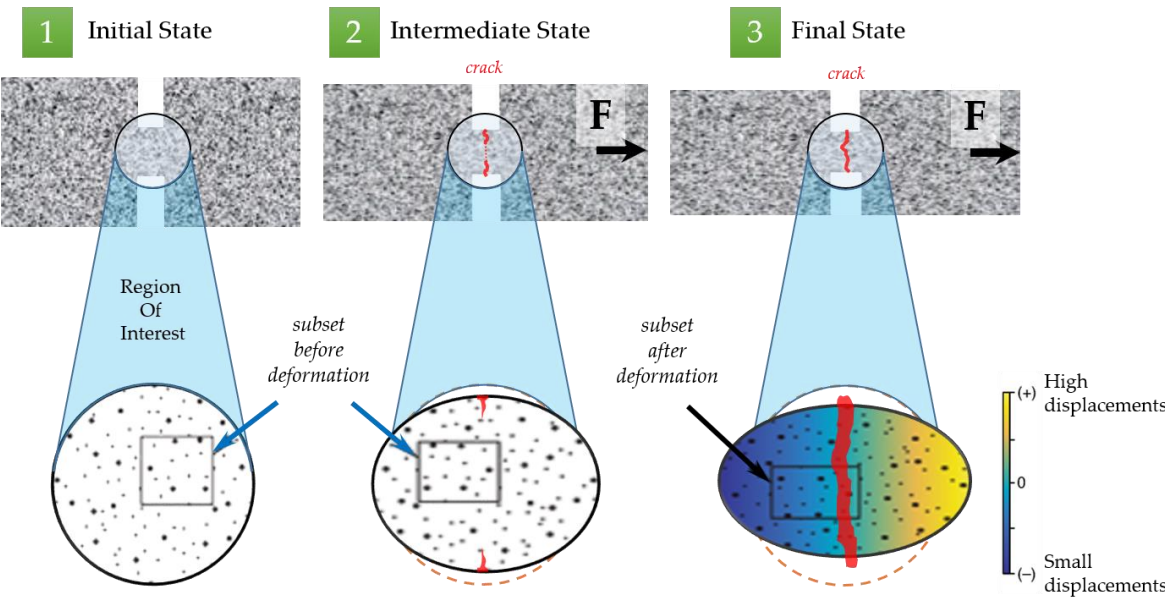 1 Initial State
2 Intermediate State
3 Final State
crack
crack
F
F
Region
Of
Interest
subset
before
deformation
subset
after
deformation
(+) High
displacements
0
(–) Small
displacements